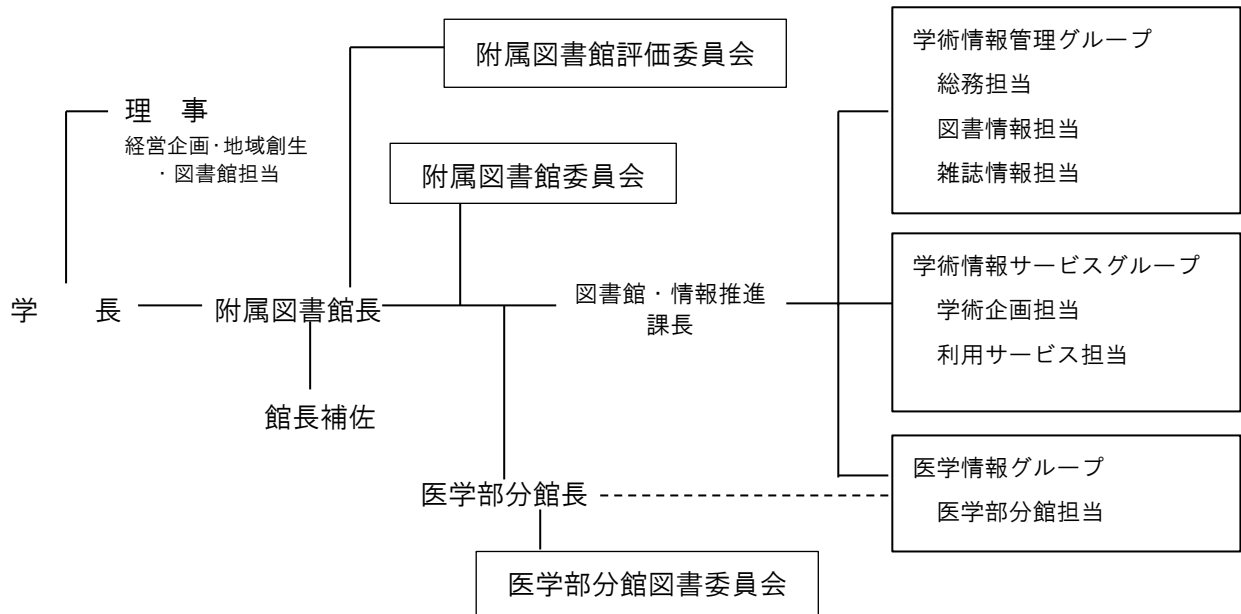 附属図書館評価委員会
理　事
経営企画・地域創生
・図書館担当
附属図書館委員会
学　　長
附属図書館長
館長補佐
図書館・情報推進
課長
医学部分館長
医学部分館図書委員会
学術情報管理グループ
総務担当
図書情報担当
雑誌情報担当
学術情報サービスグループ
学術企画担当
利用サービス担当
医学情報グループ
医学部分館担当